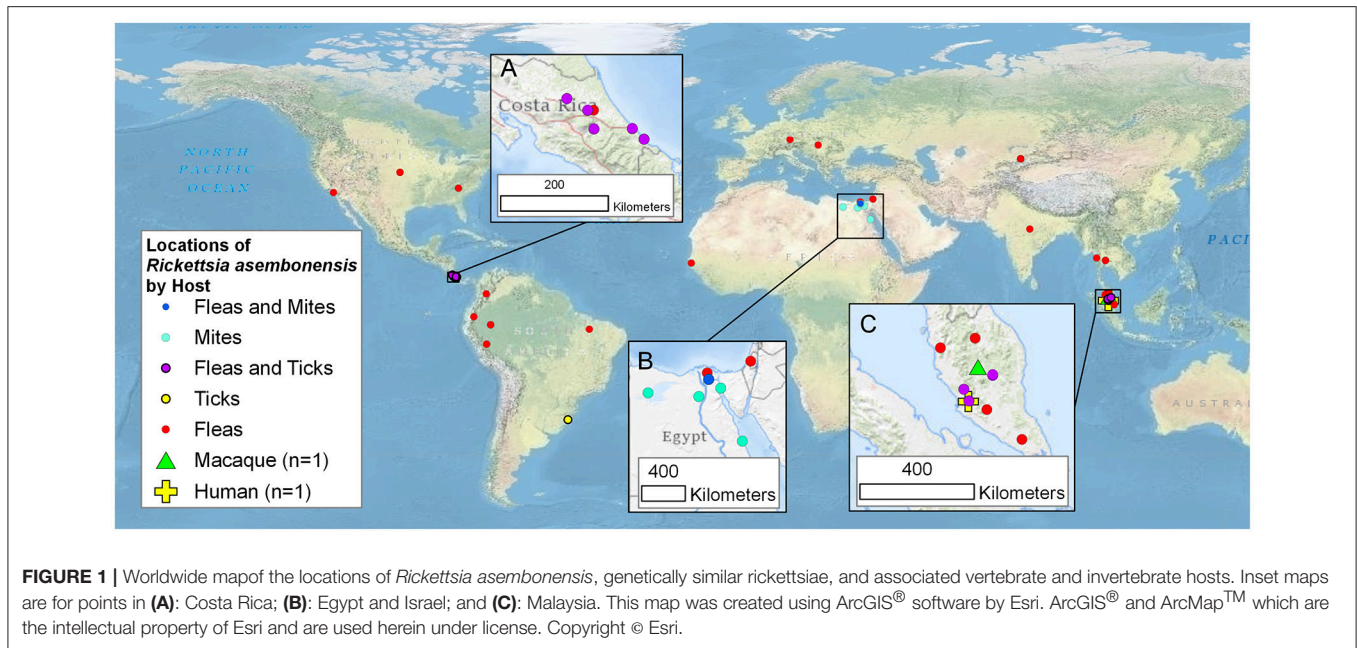 NORTH
PACIFIC
OCEAN
A
Costa Rica
200
Kilometers
PACI
Locations of
Rickettsia asembonensis
by Host
Fleas and Mites
Mites
Fleas and Ticks
Ticks
Fleas
Macaque (n=1)
Human (n=1)
B
Egypt
400
Kilometers
C
400
Kilometers
AUSTRA
FIGURE 1 | Worldwide mapof the locations of Rickettsia asembonensis, genetically similar rickettsiae, and associated vertebrate and invertebrate hosts. Inset maps
are for points in (A): Costa Rica; (B): Egypt and Israel; and (C): Malaysia. This map was created using ArcGIS® software by Esri. ArcGIS® and ArcMap™ which are
the intellectual property of Esri and are used herein under license. Copyright © Esri.